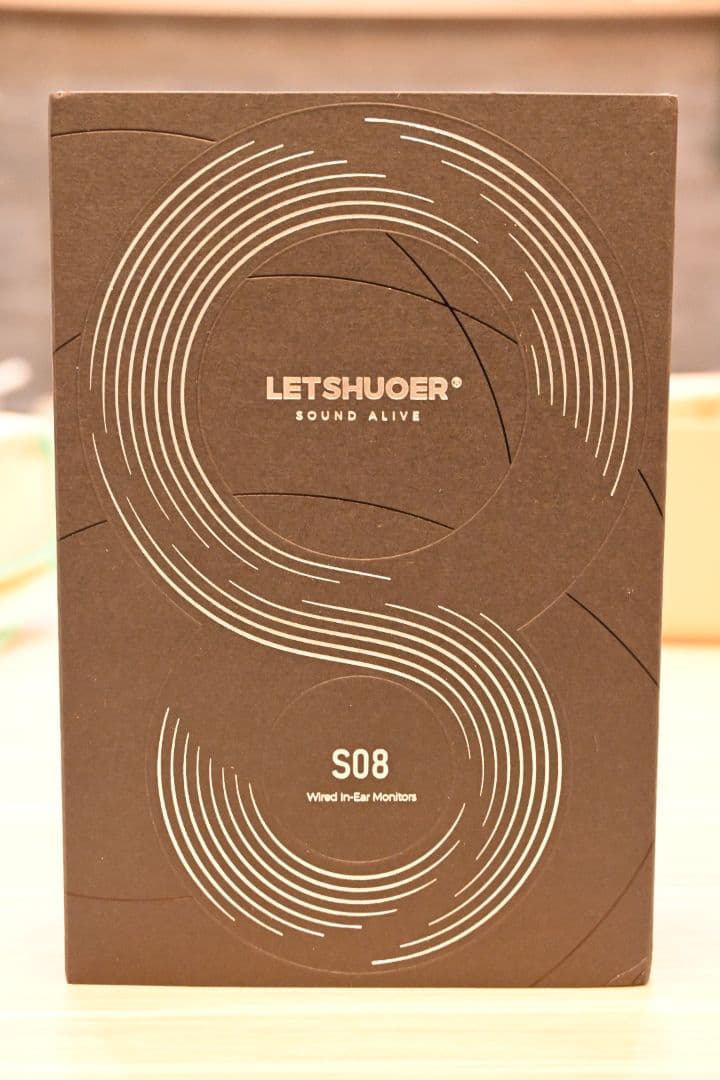 LETSHUOER®
SOUND ALIVE
S08
Wired In-Ear Monitors